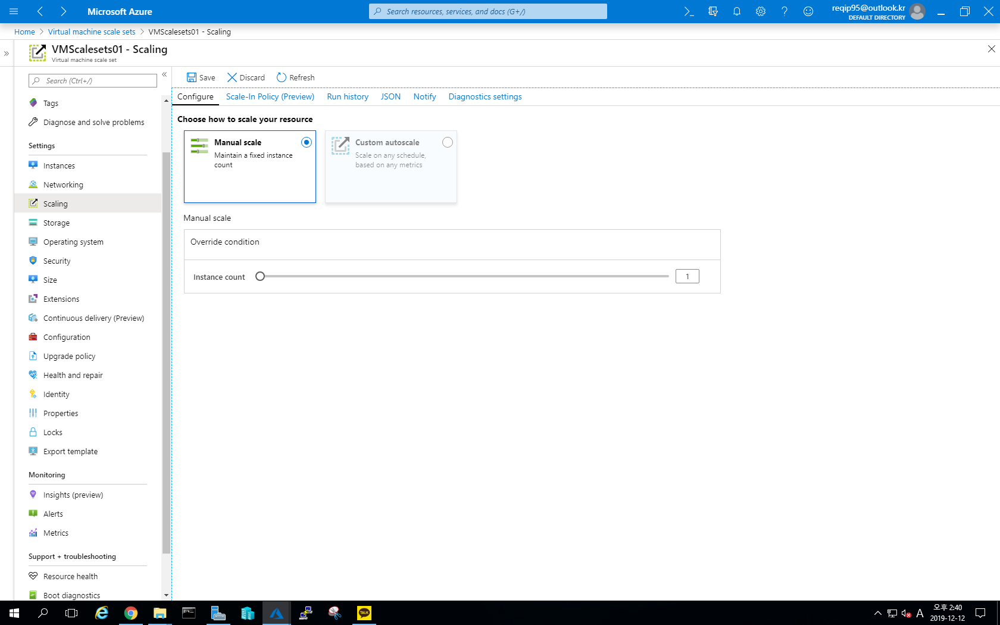 Microsoft Azure
Search resources, services, and docs (G+/)
reqip95@outlook.kr
DEFAULT DIRECTORY
Home > Virtual machine scale sets > VMScalesets01 - Scaling
VMScalesets01 - Scaling
Virtual machine scale set
Search (Ctrl+/)
Tags
Diagnose and solve problems
Settings
Instances
Networking
Scaling
Storage
Operating system
Security
Size
Extensions
Continuous delivery (Preview)
Configuration
Upgrade policy
Health and repair
Identity
Properties
Locks
Export template
Monitoring
Insights (preview)
Alerts
Metrics
Support + troubleshooting
Resource health
Boot diagnostics
Save Discard Refresh
Configure Scale-In Policy (Preview) Run history JSON Notify Diagnostics settings
Choose how to scale your resource
Manual scale
Maintain a fixed instance
count
Custom autoscale
Scale on any schedule,
based on any metrics
Manual scale
Override condition
Instance count 1
TALK
A
오후 2:40
2019-12-12